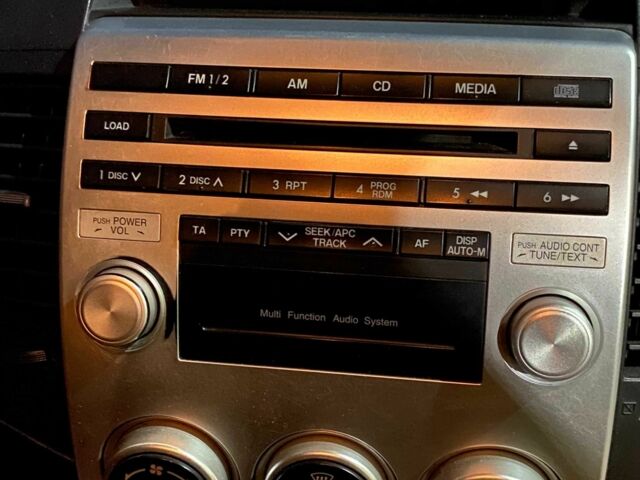 FM 1/2 AM CD MEDIA disc
LOAD
1 DISC 2 DISC 3 RPT 4 PROG RDM 5 6
PUSH POWER
VOL
TA PTY SEEK/APC TRACK AF DISP AUTO-M
PUSH AUDIO CONT
TUNE/TEXT
Multi Function Audio System